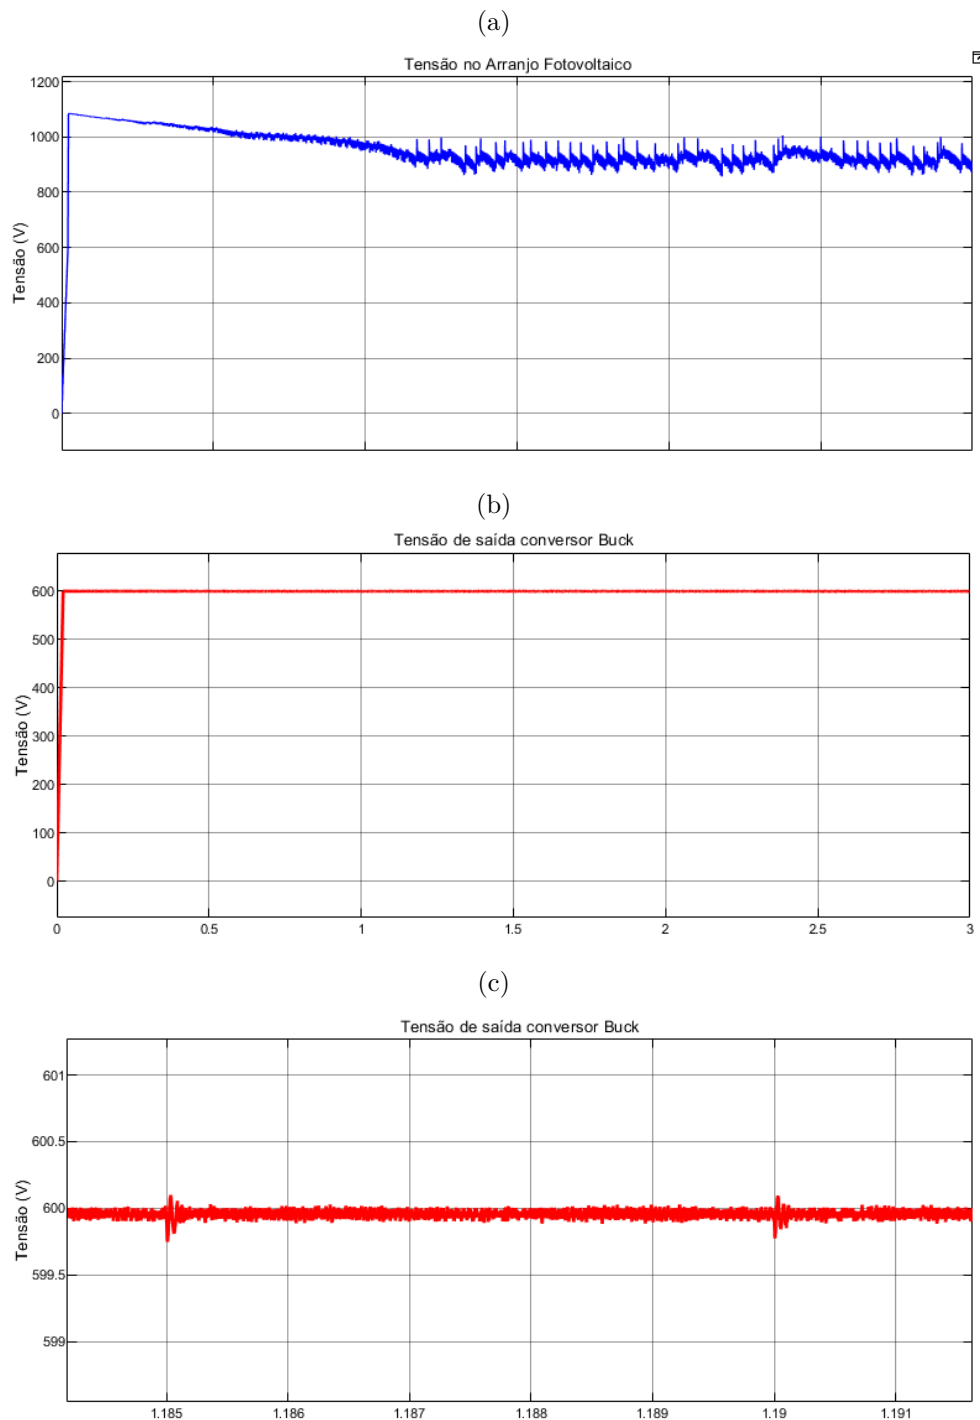 (a)
Tensão no Arranjo Fotovoltaico
1200
1000
800
600
400
200
0
Tensão (V)
(b)
Tensão de saída conversor Buck
600
500
400
300
200
100
0
Tensão (V)
0 0.5 1 1.5 2 2.5 3
(c)
Tensão de saída conversor Buck
601
600.5
600
599.5
599
Tensão (V)
1.185 1.186 1.187 1.188 1.189 1.19 1.191